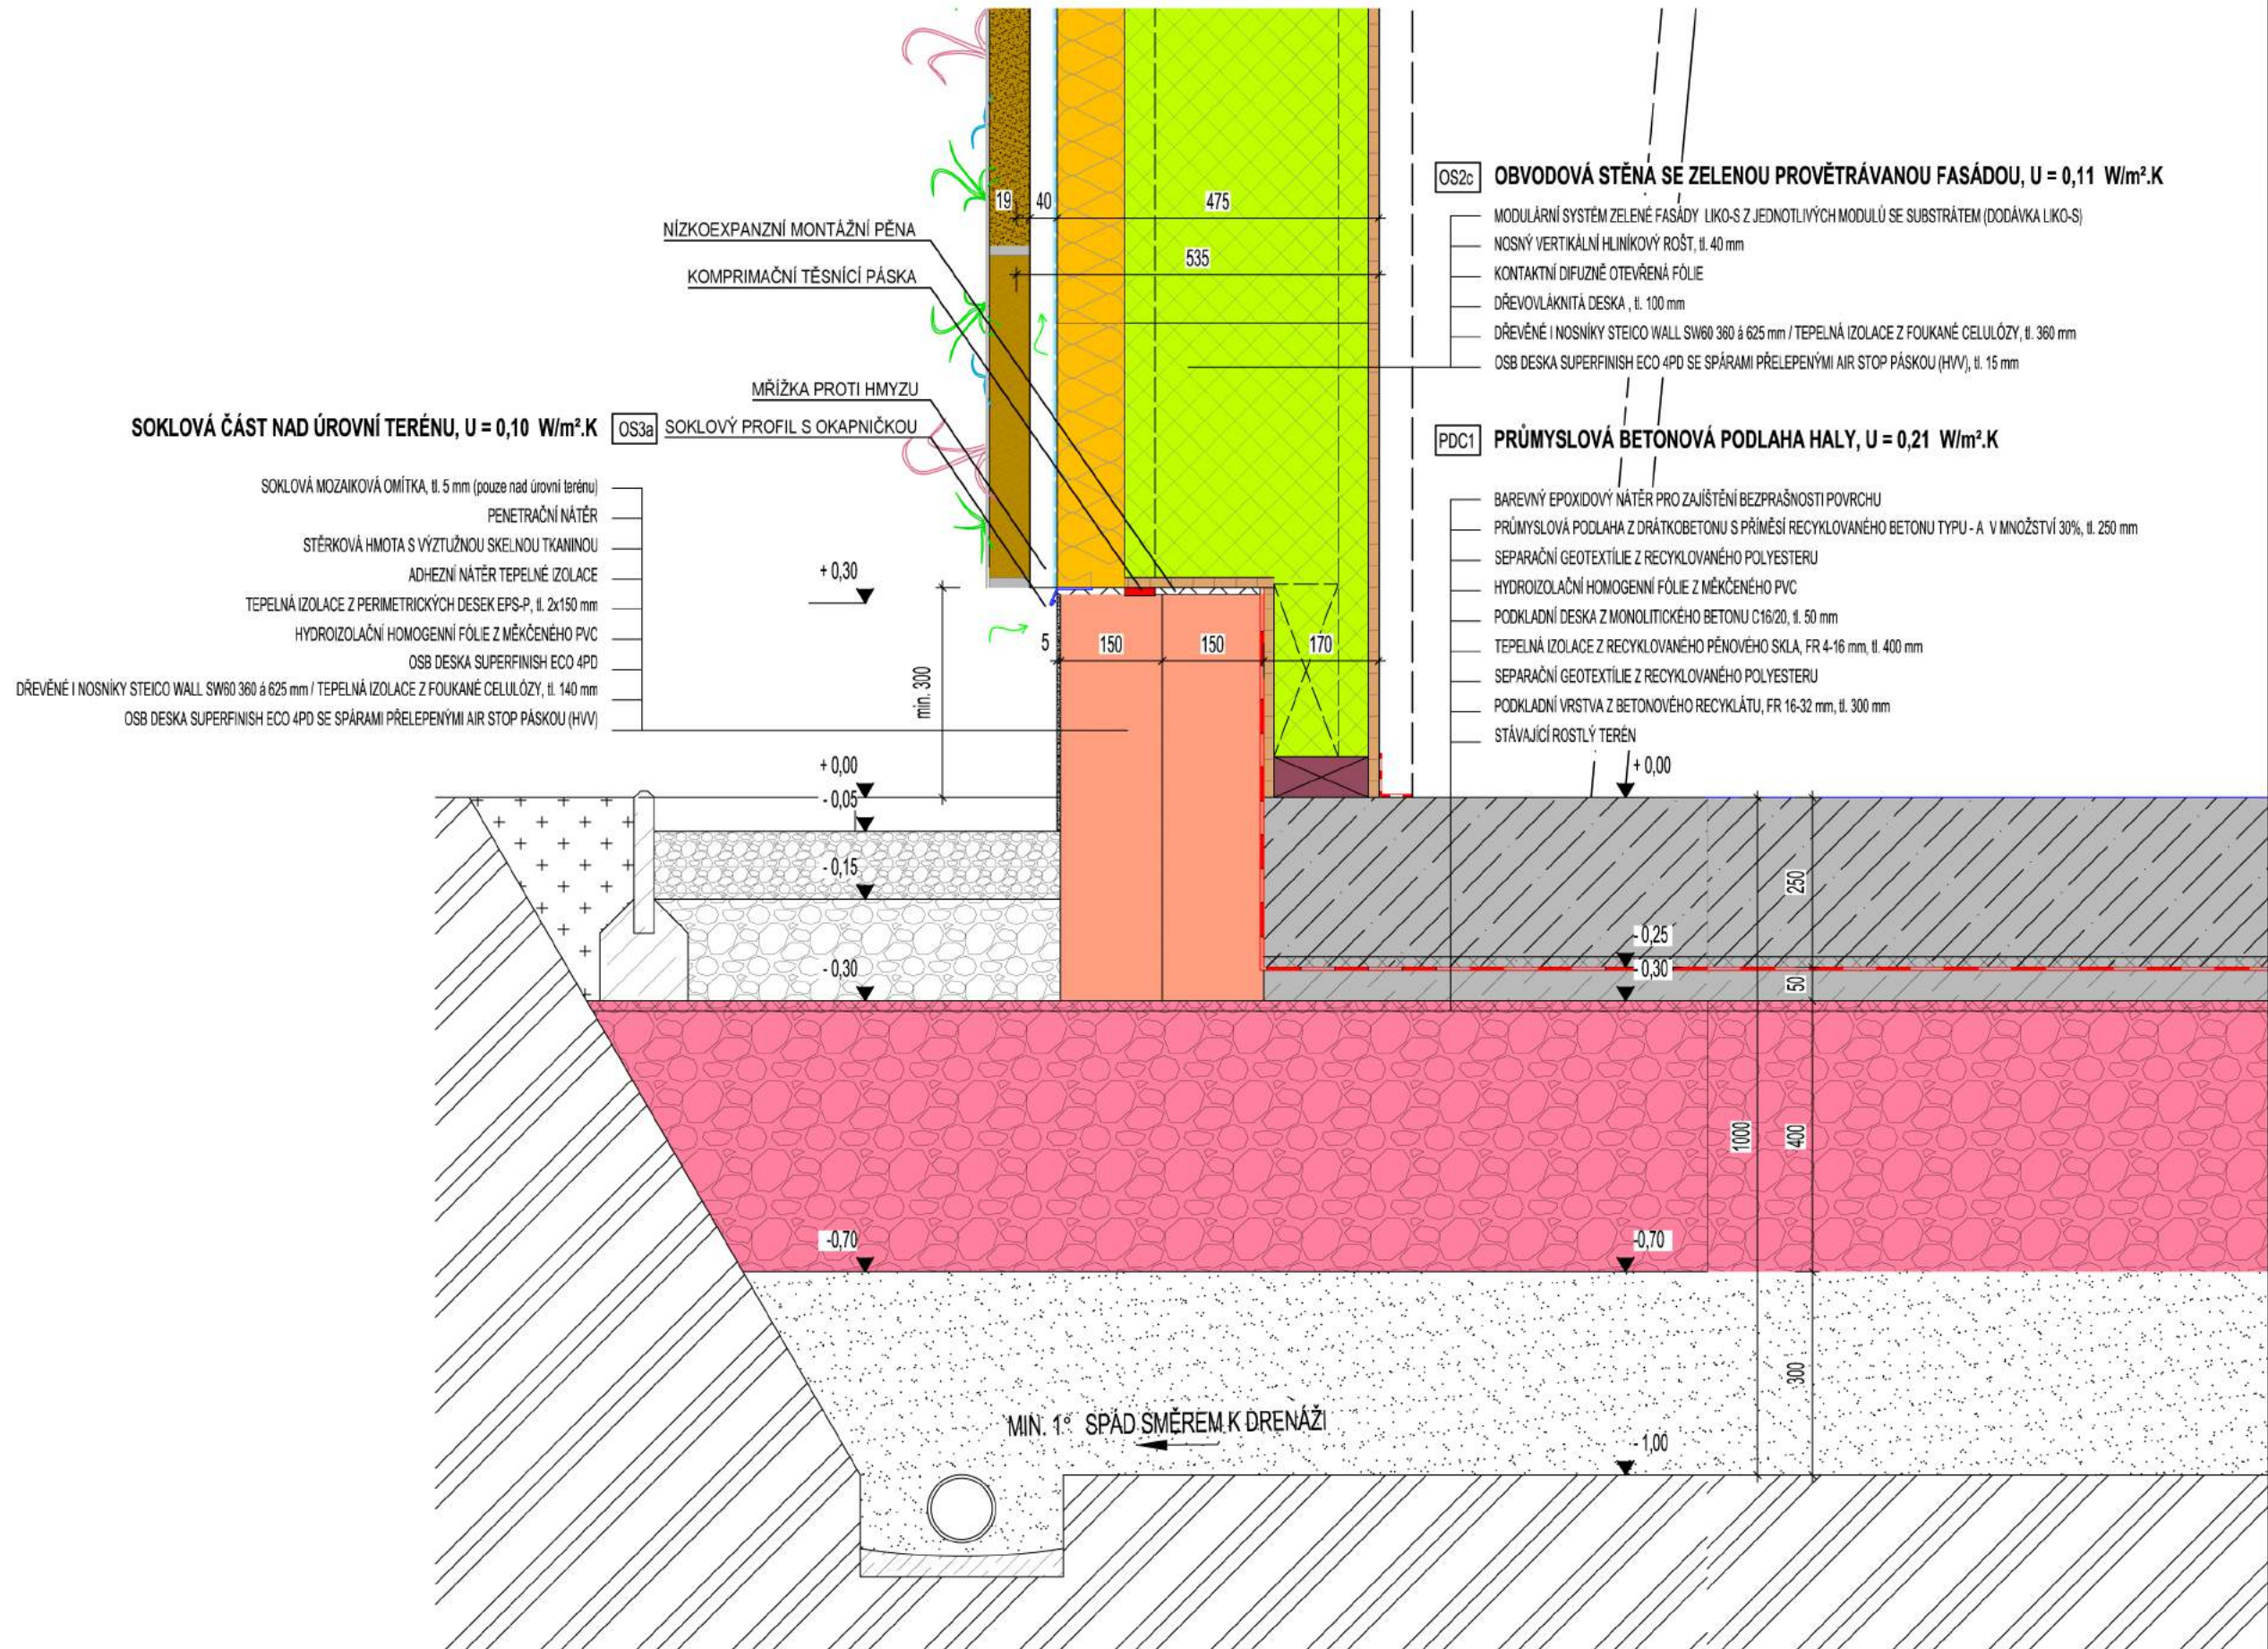 OS2c OBVODOVÁ STĚNA SE ZELENOU PROVĚTRÁVANOU FASÁDOU, U = 0,11 W/m².K
MODULÁRNÍ SYSTÉM ZELENÉ FASÁDY LIKO-S Z JEDNOTLIVÝCH MODULŮ SE SUBSTRÁTEM (DODÁVKA LIKO-S)
NOSNÝ VERTIKÁLNÍ HLINÍKOVÝ ROŠT, tl. 40 mm
KONTAKTNÍ DIFUZNĚ OTEVŘENÁ FÓLIE
DŘEVOVLÁKNITÁ DESKA , tl. 100 mm
DŘEVĚNÉ I NOSNÍKY STEICO WALL SW60 360 á 625 mm / TEPELNÁ IZOLACE Z FOUKANÉ CELULÓZY, tl. 360 mm
OSB DESKA SUPERFINISH ECO 4PD SE SPÁRAMI PŘELEPENÝMI AIR STOP PÁSKOU (HVV), tl. 15 mm
19 40 475
535
NÍZKOEXPANZNÍ MONTÁŽNÍ PĚNA
KOMPRIMAČNÍ TĚSNÍCÍ PÁSKA
MŘÍŽKA PROTI HMYZU
SOKLOVÝ PROFIL S OKAPNIČKOU
SOKLOVÁ ČÁST NAD ÚROVNÍ TERÉNU, U = 0,10 W/m².K OS3a
SOKLOVÁ MOZAIKOVÁ OMÍTKA, tl. 5 mm (pouze nad úrovní terénu)
PENETRAČNÍ NÁTĚR
STĚRKOVÁ HMOTA S VÝZTUŽNOU SKELNOU TKANINOU
ADHEZNÍ NÁTĚR TEPELNÉ IZOLACE
TEPELNÁ IZOLACE Z PERIMETRICKÝCH DESEK EPS-P, tl. 2x150 mm
HYDROIZOLAČNÍ HOMOGENNÍ FÓLIE Z MĚKČENÉHO PVC
OSB DESKA SUPERFINISH ECO 4PD
DŘEVĚNÉ I NOSNÍKY STEICO WALL SW60 360 á 625 mm / TEPELNÁ IZOLACE Z FOUKANÉ CELULÓZY, tl. 140 mm
OSB DESKA SUPERFINISH ECO 4PD SE SPÁRAMI PŘELEPENÝMI AIR STOP PÁSKOU (HVV)
PDC1 PRŮMYSLOVÁ BETONOVÁ PODLAHA HALY, U = 0,21 W/m².K
BAREVNÝ EPOXIDOVÝ NÁTĚR PRO ZAJÍŠTĚNÍ BEZPRAŠNOSTI POVRCHU
PRŮMYSLOVÁ PODLAHA Z DRÁTKOBETONU S PŘÍMĚSÍ RECYKLOVANÉHO BETONU TYPU - A V MNOŽSTVÍ 30%, tl. 250 mm
SEPARAČNÍ GEOTEXTÍLIE Z RECYKLOVANÉHO POLYESTERU
HYDROIZOLAČNÍ HOMOGENNÍ FÓLIE Z MĚKČENÉHO PVC
PODKLADNÍ DESKA Z MONOLITICKÉHO BETONU C16/20, tl. 50 mm
TEPELNÁ IZOLACE Z RECYKLOVANÉHO PĚNOVÉHO SKLA, FR 4-16 mm, tl. 400 mm
SEPARAČNÍ GEOTEXTÍLIE Z RECYKLOVANÉHO POLYESTERU
PODKLADNÍ VRSTVA Z BETONOVÉHO RECYKLÁTU, FR 16-32 mm, tl. 300 mm
STÁVAJÍCÍ ROSTLÝ TERÉN
+ 0,30
min. 300
5 150 150 170
+ 0,00
- 0,05
- 0,15
- 0,30
-0,70
+ 0,00
- 0,25
- 0,30
-0,70
- 1,00
250
50
400
1000
300
MIN. 1° SPÁD SMĚREM K DRENÁŽI